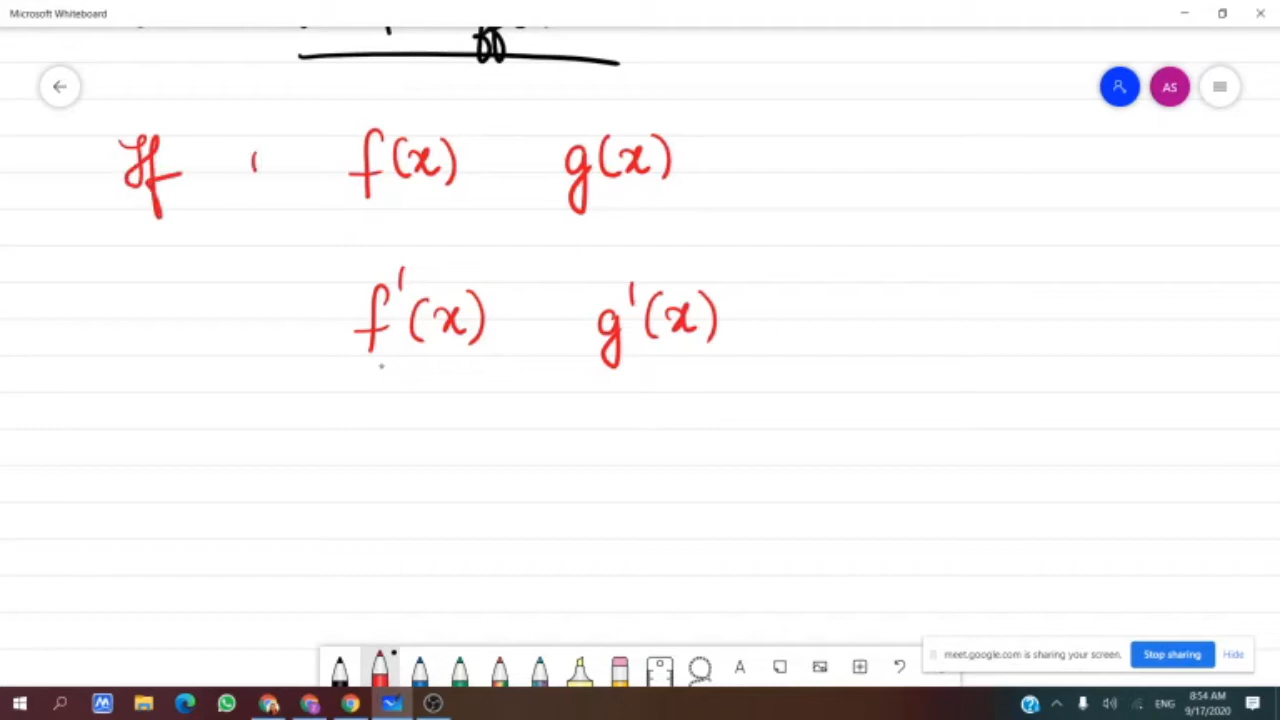 Microsoft Whiteboard
AS
If ' f(x) g(x)
f'(x) g'(x)
meet.google.com is sharing your screen. Stop sharing Hide
A
ENG 8:54 AM
9/17/2020